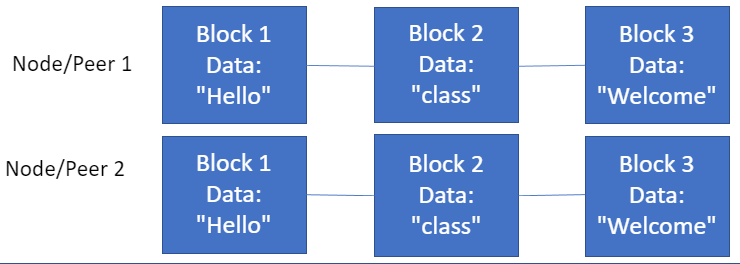 Node/Peer 1
Block 1
Data:
"Hello"
Block 2
Data:
"class"
Block 3
Data:
"Welcome"
Node/Peer 2
Block 1
Data:
"Hello"
Block 2
Data:
"class"
Block 3
Data:
"Welcome"